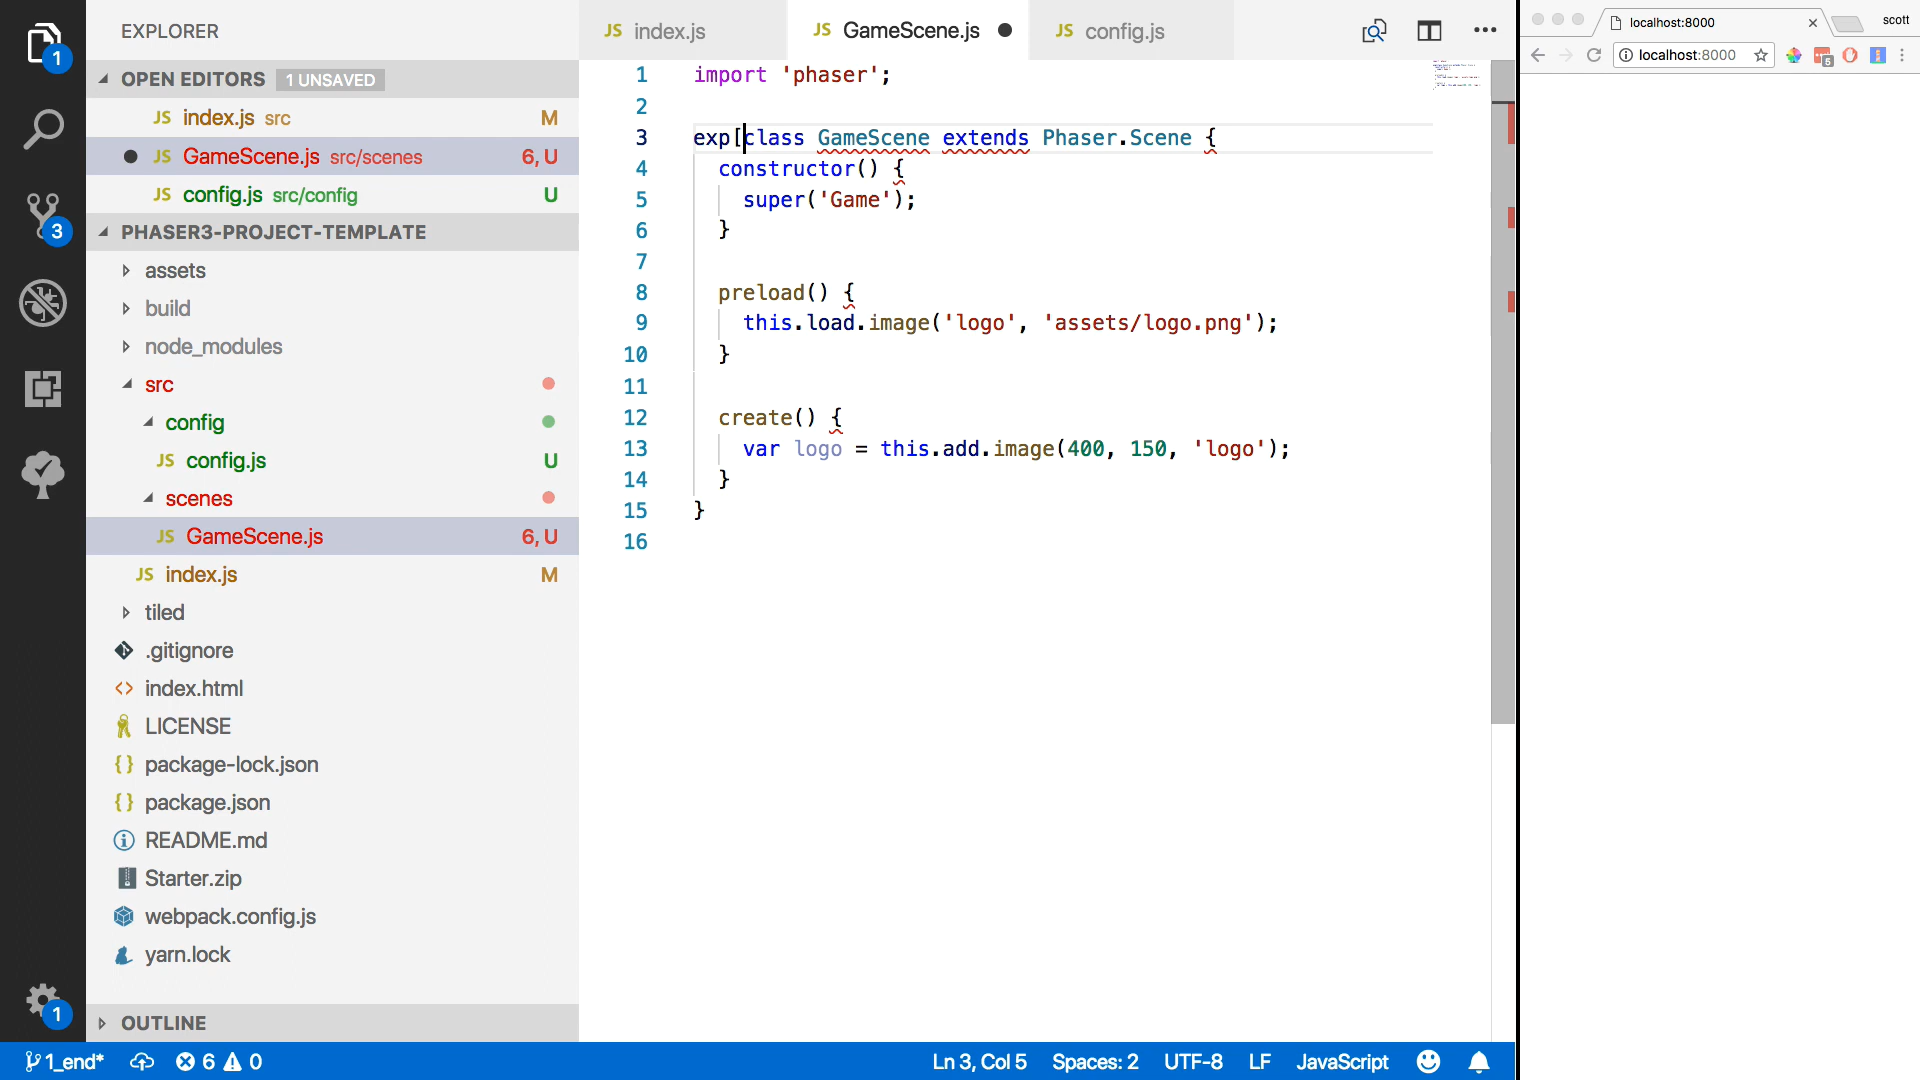 EXPLORER
OPEN EDITORS 1 UNSAVED
JS index.js src M
JS GameScene.js src/scenes 6, U
JS config.js src/config U
PHASER3-PROJECT-TEMPLATE
assets
build
node_modules
src
config
JS config.js U
scenes
JS GameScene.js 6, U
JS index.js M
tiled
.gitignore
index.html
LICENSE
package-lock.json
package.json
README.md
Starter.zip
webpack.config.js
yarn.lock
OUTLINE
1
3
1
JS index.js JS GameScene.js JS config.js
1 import 'phaser';
2
3 exp[class GameScene extends Phaser.Scene {
4 constructor() {
5 super('Game');
6 }
7
8 preload() {
9 this.load.image('logo', 'assets/logo.png');
10 }
11
12 create() {
13 var logo = this.add.image(400, 150, 'logo');
14 }
15 }
16
localhost:8000 scott
localhost:8000 5
1_end* 6 0 Ln 3, Col 5 Spaces: 2 UTF-8 LF JavaScript